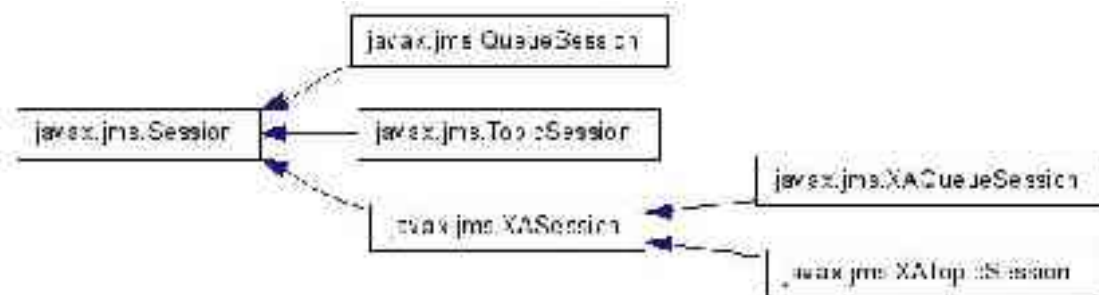 javax.jms.QueueSession
javax.jms.Session
javax.jms.TopicSession
javax.jms.XAQueueSession
javax.jms.XASession
javax.jms.XATopicSession